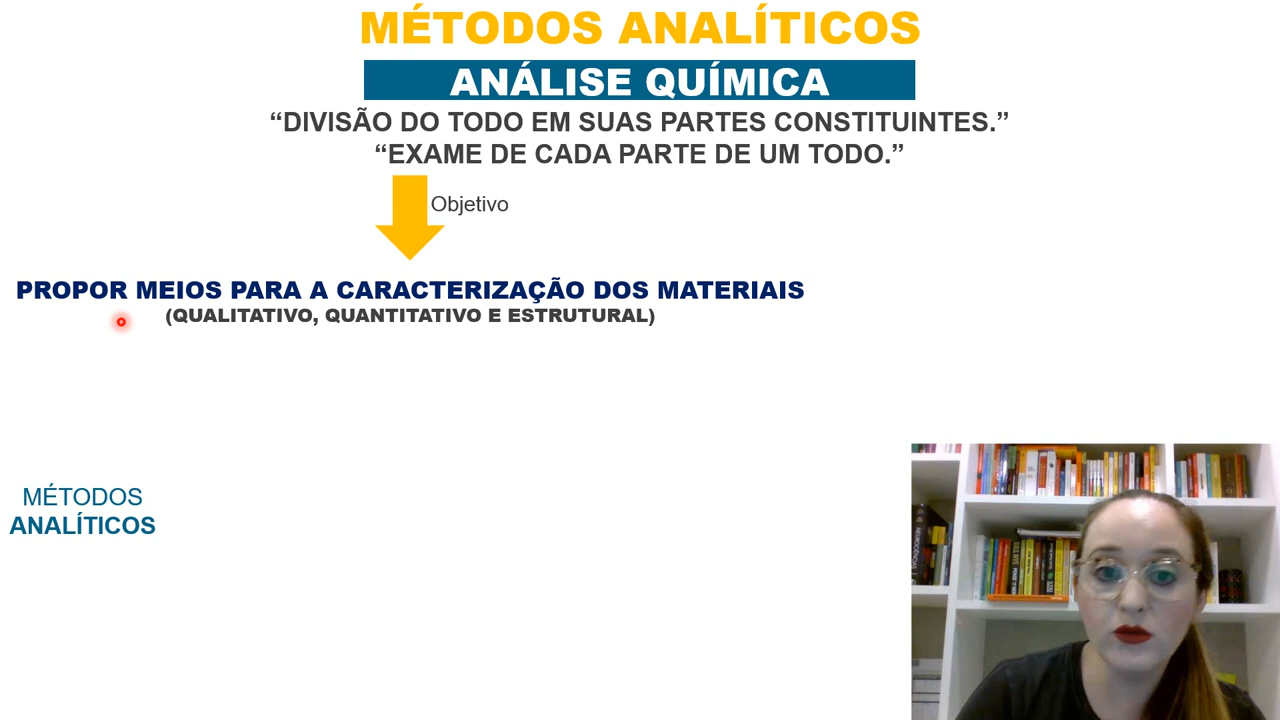 MÉTODOS ANALÍTICOS
ANÁLISE QUÍMICA
“DIVISÃO DO TODO EM SUAS PARTES CONSTITUINTES.”
“EXAME DE CADA PARTE DE UM TODO.”
Objetivo
PROPOR MEIOS PARA A CARACTERIZAÇÃO DOS MATERIAIS
(QUALITATIVO, QUANTITATIVO E ESTRUTURAL)
MÉTODOS
ANALÍTICOS